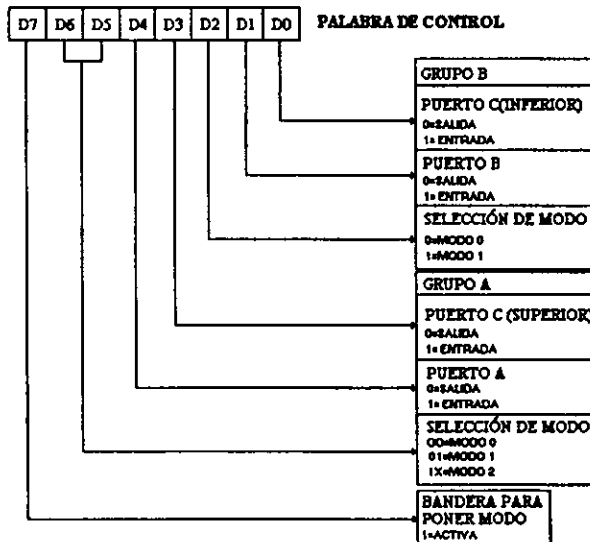 D7 D6 D5 D4 D3 D2 D1 D0 PALABRA DE CONTROL
GRUPO B
PUERTO C(INFERIOR)
0=SALIDA
1=ENTRADA
PUERTO B
0=SALIDA
1=ENTRADA
SELECCIÓN DE MODO
0=MODO 0
1=MODO 1
GRUPO A
PUERTO C (SUPERIOR)
0=SALIDA
1=ENTRADA
PUERTO A
0=SALIDA
1=ENTRADA
SELECCIÓN DE MODO
00=MODO 0
01=MODO 1
1X=MODO 2
BANDERA PARA
PONER MODO
1=ACTIVA